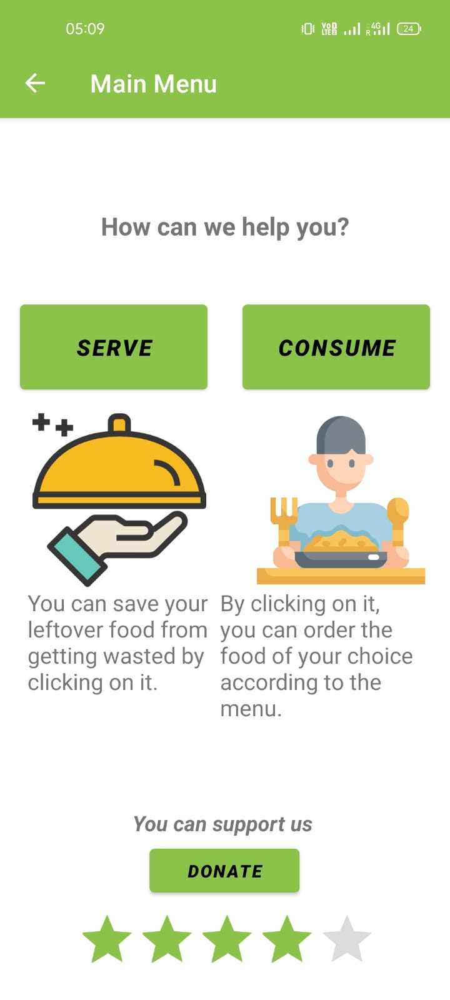 05:09
VoD LTE2 4G R 24
Main Menu
How can we help you?
SERVE
CONSUME
You can save your
leftover food from
getting wasted by
clicking on it.
By clicking on it,
you can order the
food of your choice
according to the
menu.
You can support us
DONATE